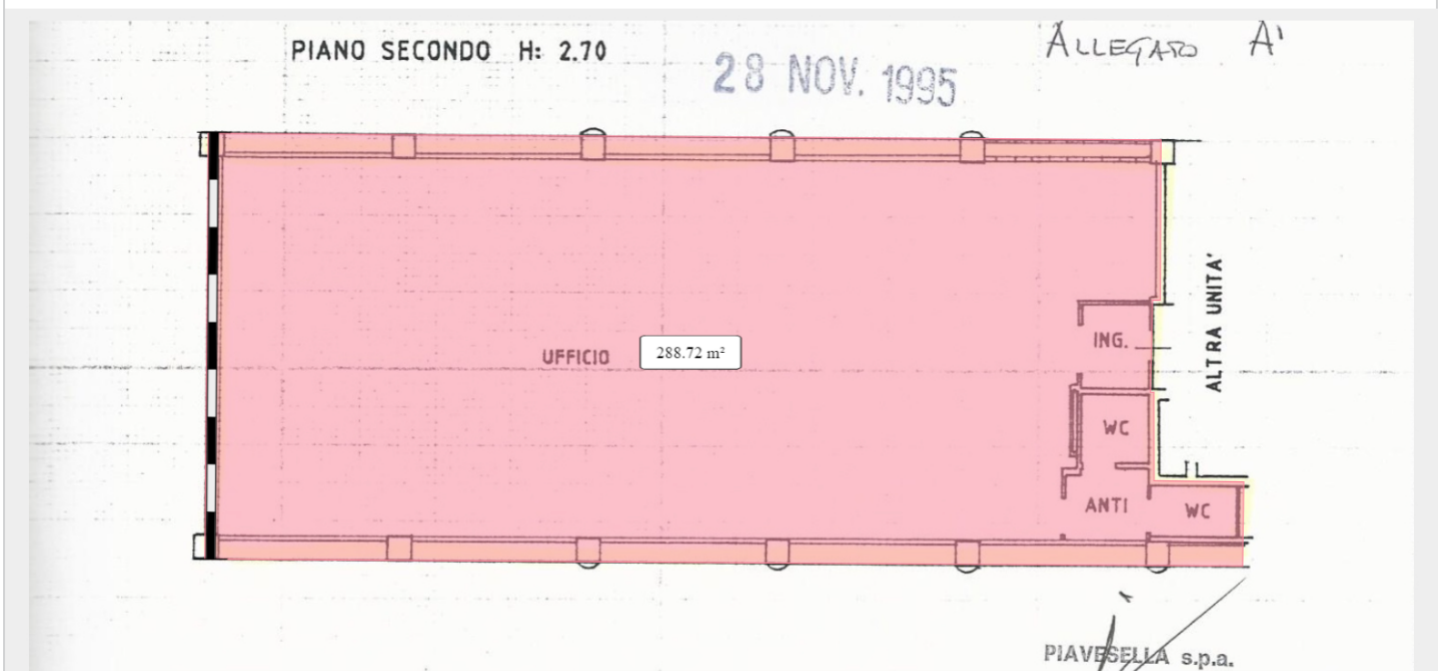 PIANO SECONDO H: 2.70
28 NOV. 1995
ALLEGATO A'
ALTRA UNITA'
UFFICIO
288.72 m²
ING.
WC
ANTI
WC
PIAVESELLA s.p.a.